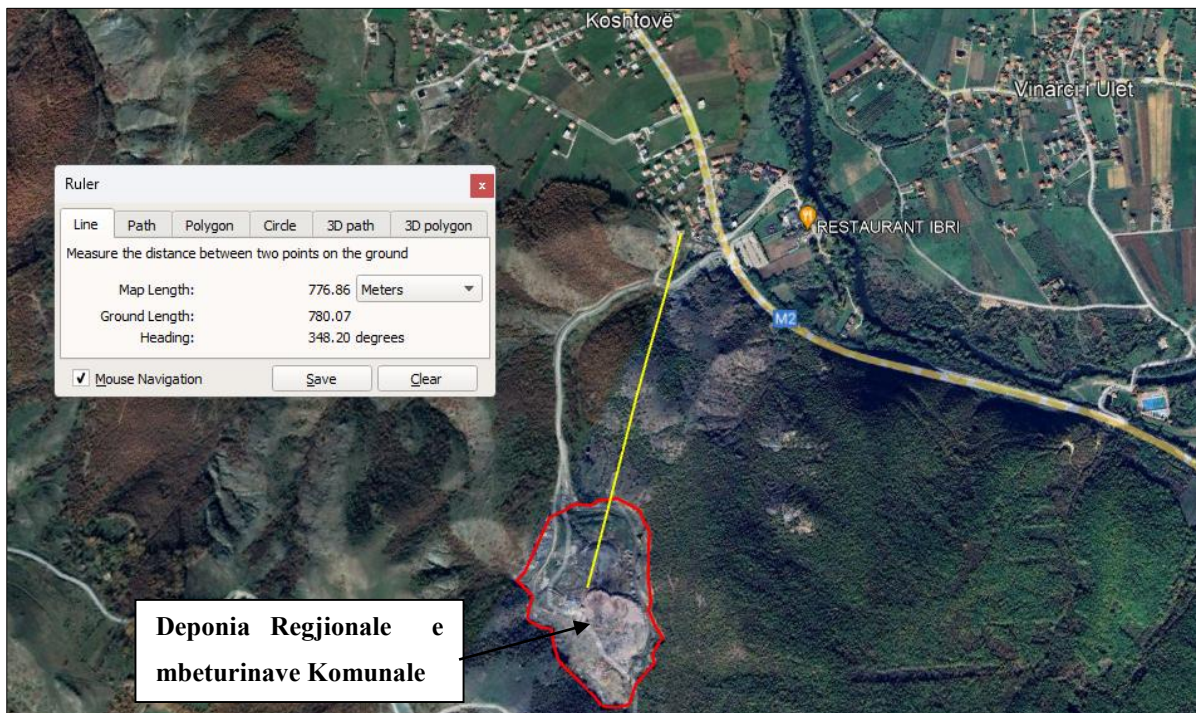 Koshtovë
Vinarci i Ulet
Ruler
x
Line Path Polygon Circle 3D path 3D polygon
Measure the distance between two points on the ground
Map Length: 776.86 Meters
Ground Length: 780.07
Heading: 348.20 degrees
Mouse Navigation Save Clear
RESTAURANT IBRI
M2
Deponia Regjionale e
mbeturinave Komunale